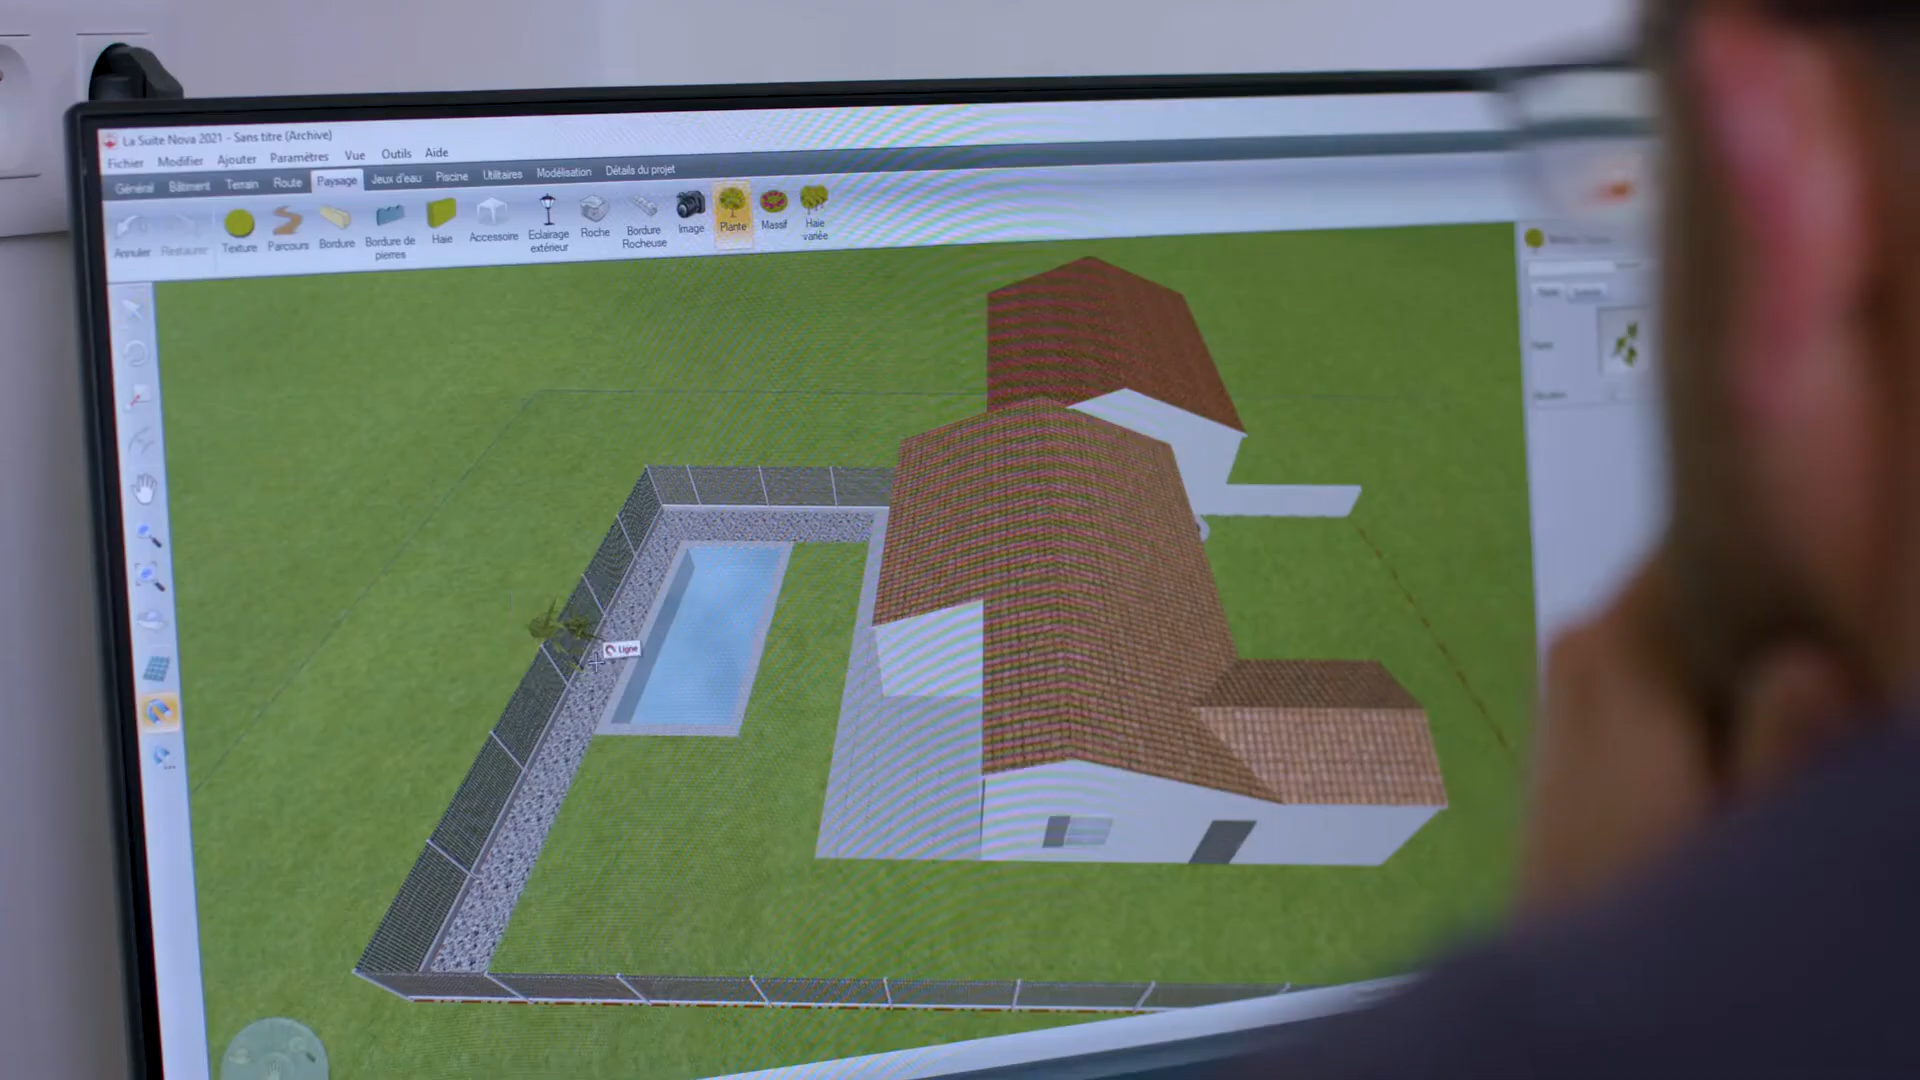 La Suite Nova 2021 - Sans titre (Archive)
Fichier Modifier Ajouter Paramètres Vue Outils Aide
Général Bâtiment Terrain Route Paysage Jeux d'eau Piscine Utilitaires Modélisation Détails du projet
Annuler Restaurer Texture Parcours Bordure Bordure de pierres Haie Accessoire Eclairage extérieur Roche Bordure Rocheuse Image Plante Massif Haie variée
Ligne